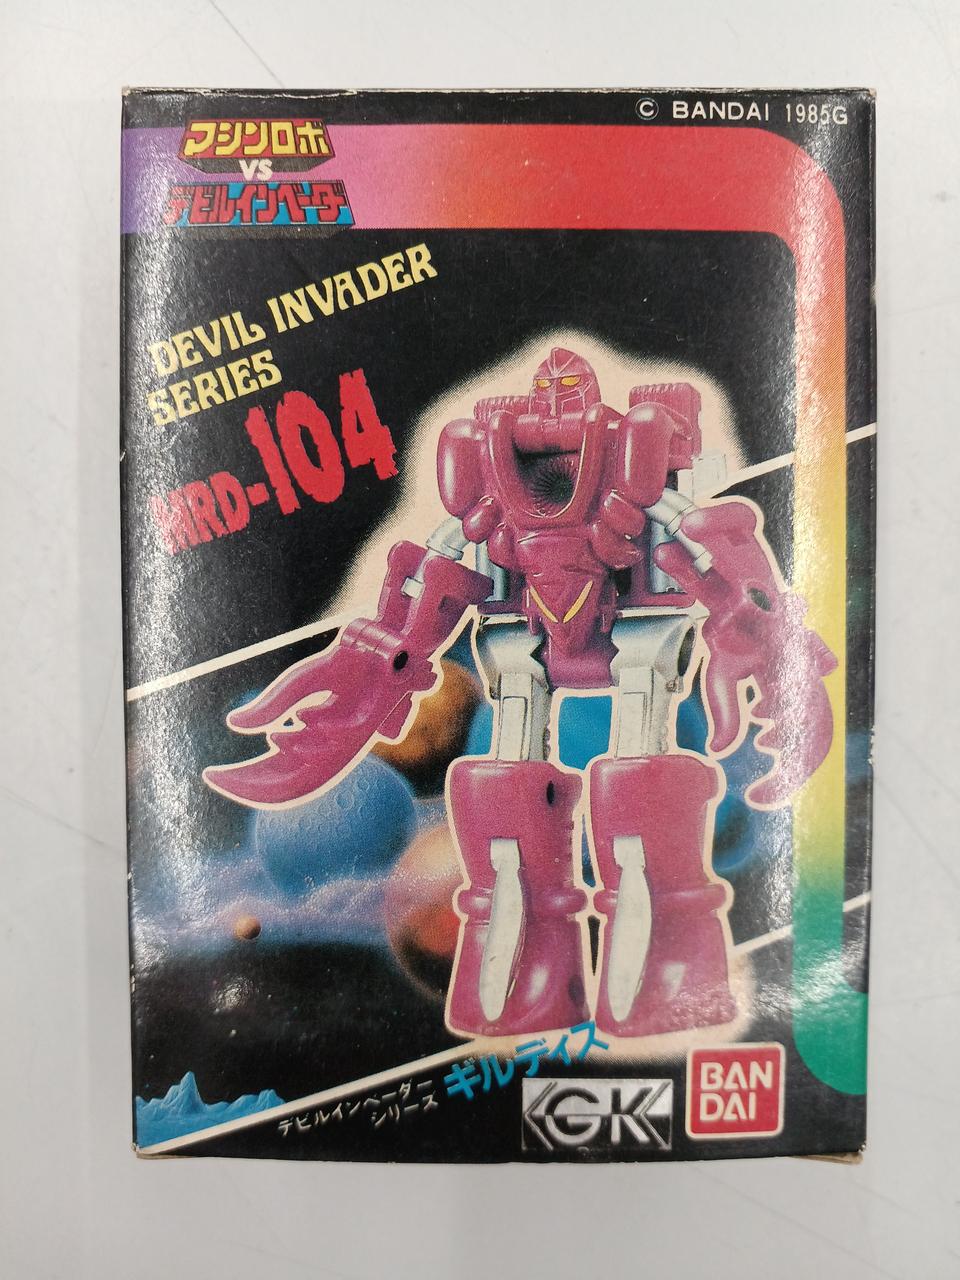 © BANDAI 1985G
マシンロボ
VS
デビルインベーダー
DEVIL INVADER
SERIES
MRD-104
デビルインベーダー
シリーズ
ギルディス
GK
BAN
DAI